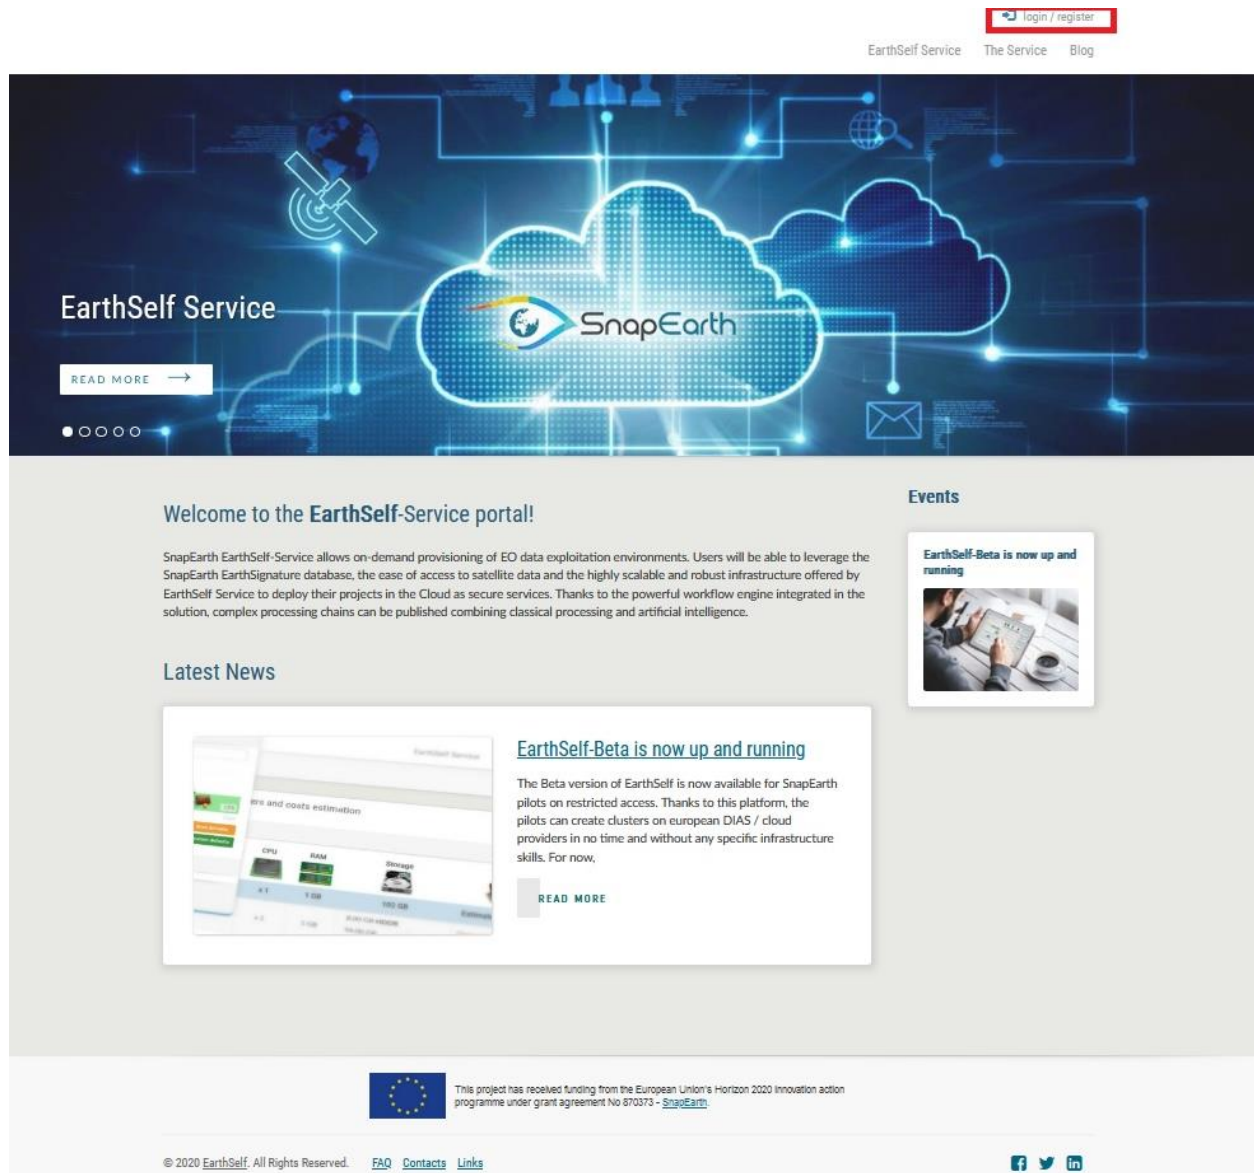 login / register
EarthSelf Service The Service Blog
EarthSelf Service
SnapEarth
READ MORE
Welcome to the EarthSelf-Service portal!
SnapEarth EarthSelf-Service allows on-demand provisioning of EO data exploitation environments. Users will be able to leverage the
SnapEarth EarthSignature database, the ease of access to satellite data and the highly scalable and robust infrastructure offered by
EarthSelf Service to deploy their projects in the Cloud as secure services. Thanks to the powerful workflow engine integrated in the
solution, complex processing chains can be published combining classical processing and artificial intelligence.
Events
EarthSelf-Beta is now up and
running
Latest News
EarthSelf Service
ers and costs estimation
CPU RAM Storage
x 1 1 GB
EarthSelf-Beta is now up and running
The Beta version of EarthSelf is now available for SnapEarth
pilots on restricted access. Thanks to this platform, the
pilots can create clusters on european DIAS / cloud
providers in no time and without any specific infrastructure
skills. For now,
READ MORE
This project has received funding from the European Union's Horizon 2020 innovation action
programme under grant agreement No 870373 - SnapEarth.
© 2020 EarthSelf. All Rights Reserved. FAQ Contacts Links